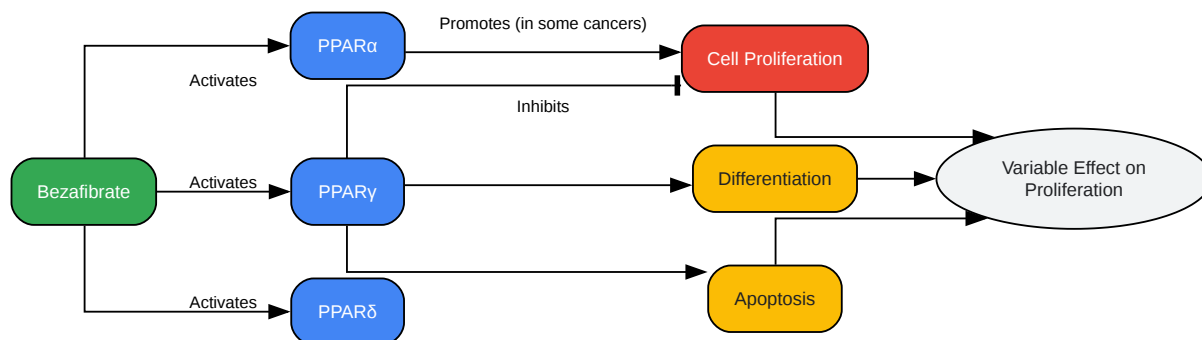 Promotes (in some cancers)
PPARα
Cell Proliferation
Activates
Inhibits
Bezafibrate
Activates
PPARγ
Differentiation
Variable Effect on
Proliferation
Activates
PPARδ
Apoptosis